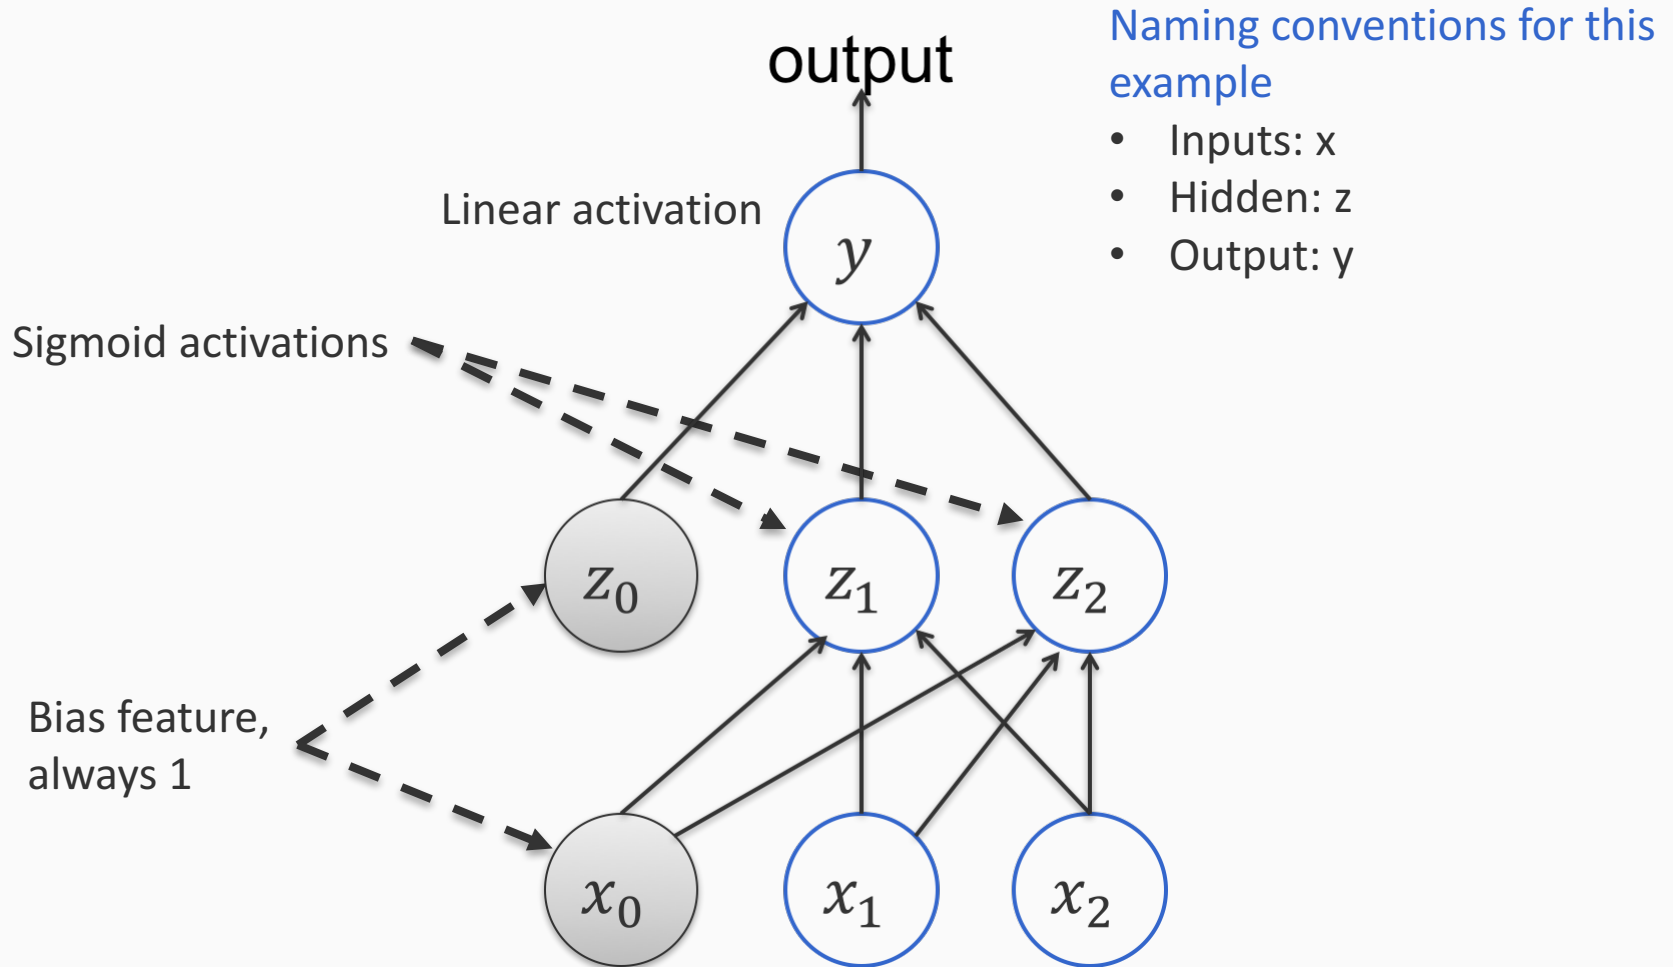 Naming conventions for this
example
• Inputs: x
• Hidden: z
• Output: y
output
Linear activation
y
Sigmoid activations
z₀
z₁
z₂
Bias feature,
always 1
x₀
x₁
x₂